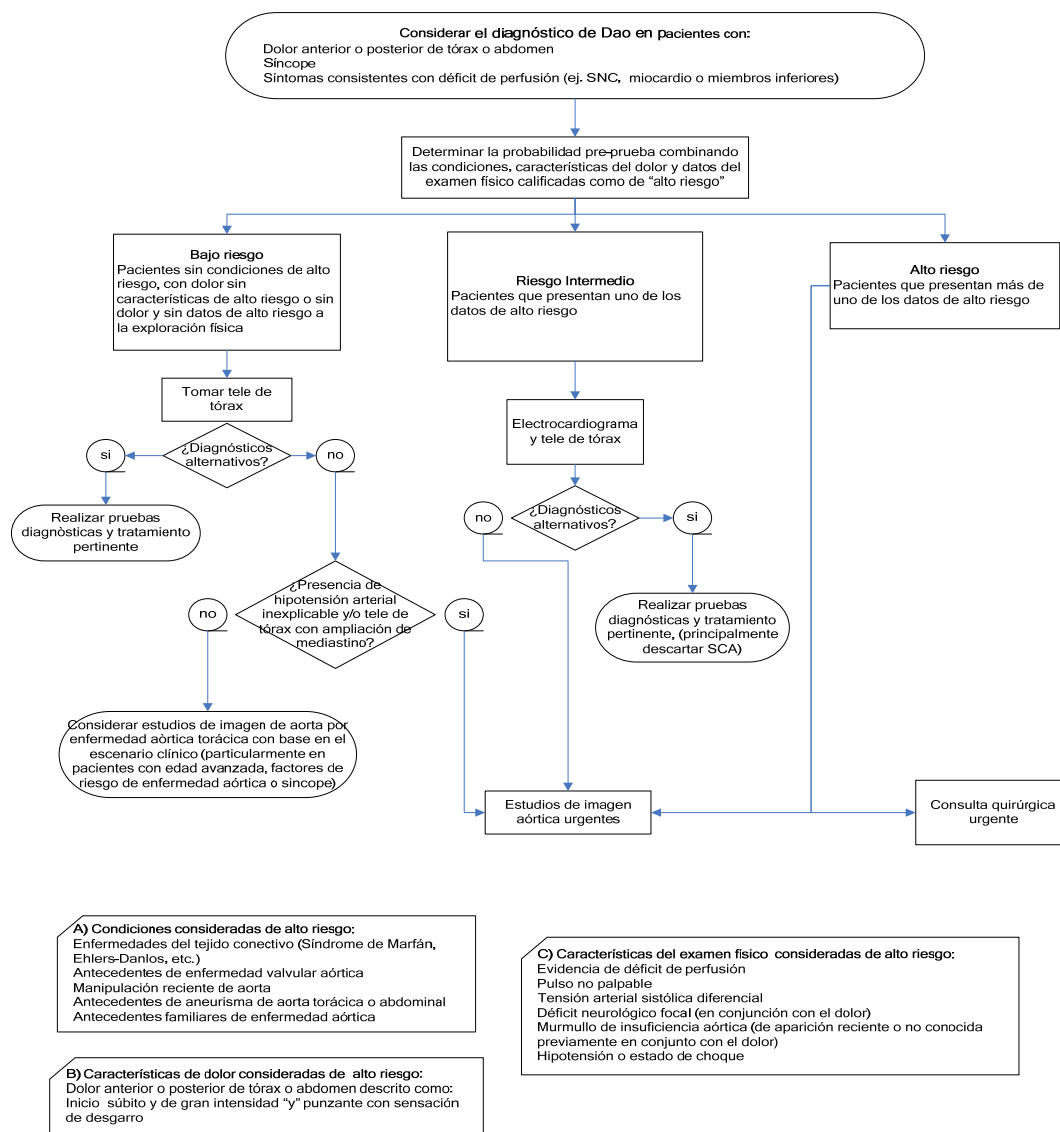 Considerar el diagnóstico de Dao en pacientes con:
Dolor anterior o posterior de tórax o abdomen
Síncope
Síntomas consistentes con déficit de perfusión (ej. SNC, miocardio o miembros inferiores)
Determinar la probabilidad pre-prueba combinando
las condiciones, características del dolor y datos del
examen físico calificadas como de “alto riesgo”
Bajo riesgo
Pacientes sin condiciones de alto
riesgo, con dolor sin
características de alto riesgo o sin
dolor y sin datos de alto riesgo a
la exploración física
Riesgo Intermedio
Pacientes que presentan uno de los
datos de alto riesgo
Alto riesgo
Pacientes que presentan más de
uno de los datos de alto riesgo
Tomar tele de
tórax
Electrocardiograma
y tele de tórax
si
¿Diagnósticos
alternativos?
no
Realizar pruebas
diagnòsticas y tratamiento
pertinente
no
¿Diagnósticos
alternativos?
si
no
¿Presencia de
hipotensión arterial
inexplicable y/o tele de
tórax con ampliación de
mediastino?
si
Realizar pruebas
diagnósticas y tratamiento
pertinente, (principalmente
descartar SCA)
Considerar estudios de imagen de aorta por
enfermedad aòrtica torácica con base en el
escenario clínico (particularmente en
pacientes con edad avanzada, factores de
riesgo de enfermedad aórtica o sincope)
Estudios de imagen
aórtica urgentes
Consulta quirúrgica
urgente
A) Condiciones consideradas de alto riesgo:
Enfermedades del tejido conectivo (Síndrome de Marfán,
Ehlers-Danlos, etc.)
Antecedentes de enfermedad valvular aórtica
Manipulación reciente de aorta
Antecedentes de aneurisma de aorta torácica o abdominal
Antecedentes familiares de enfermedad aórtica
B) Características de dolor consideradas de alto riesgo:
Dolor anterior o posterior de tórax o abdomen descrito como:
Inicio súbito y de gran intensidad “y” punzante con sensación
de desgarro
C) Características del examen físico consideradas de alto riesgo:
Evidencia de déficit de perfusión
Pulso no palpable
Tensión arterial sistólica diferencial
Déficit neurológico focal (en conjunción con el dolor)
Murmullo de insuficiencia aórtica (de aparición reciente o no conocida
previamente en conjunto con el dolor)
Hipotensión o estado de choque